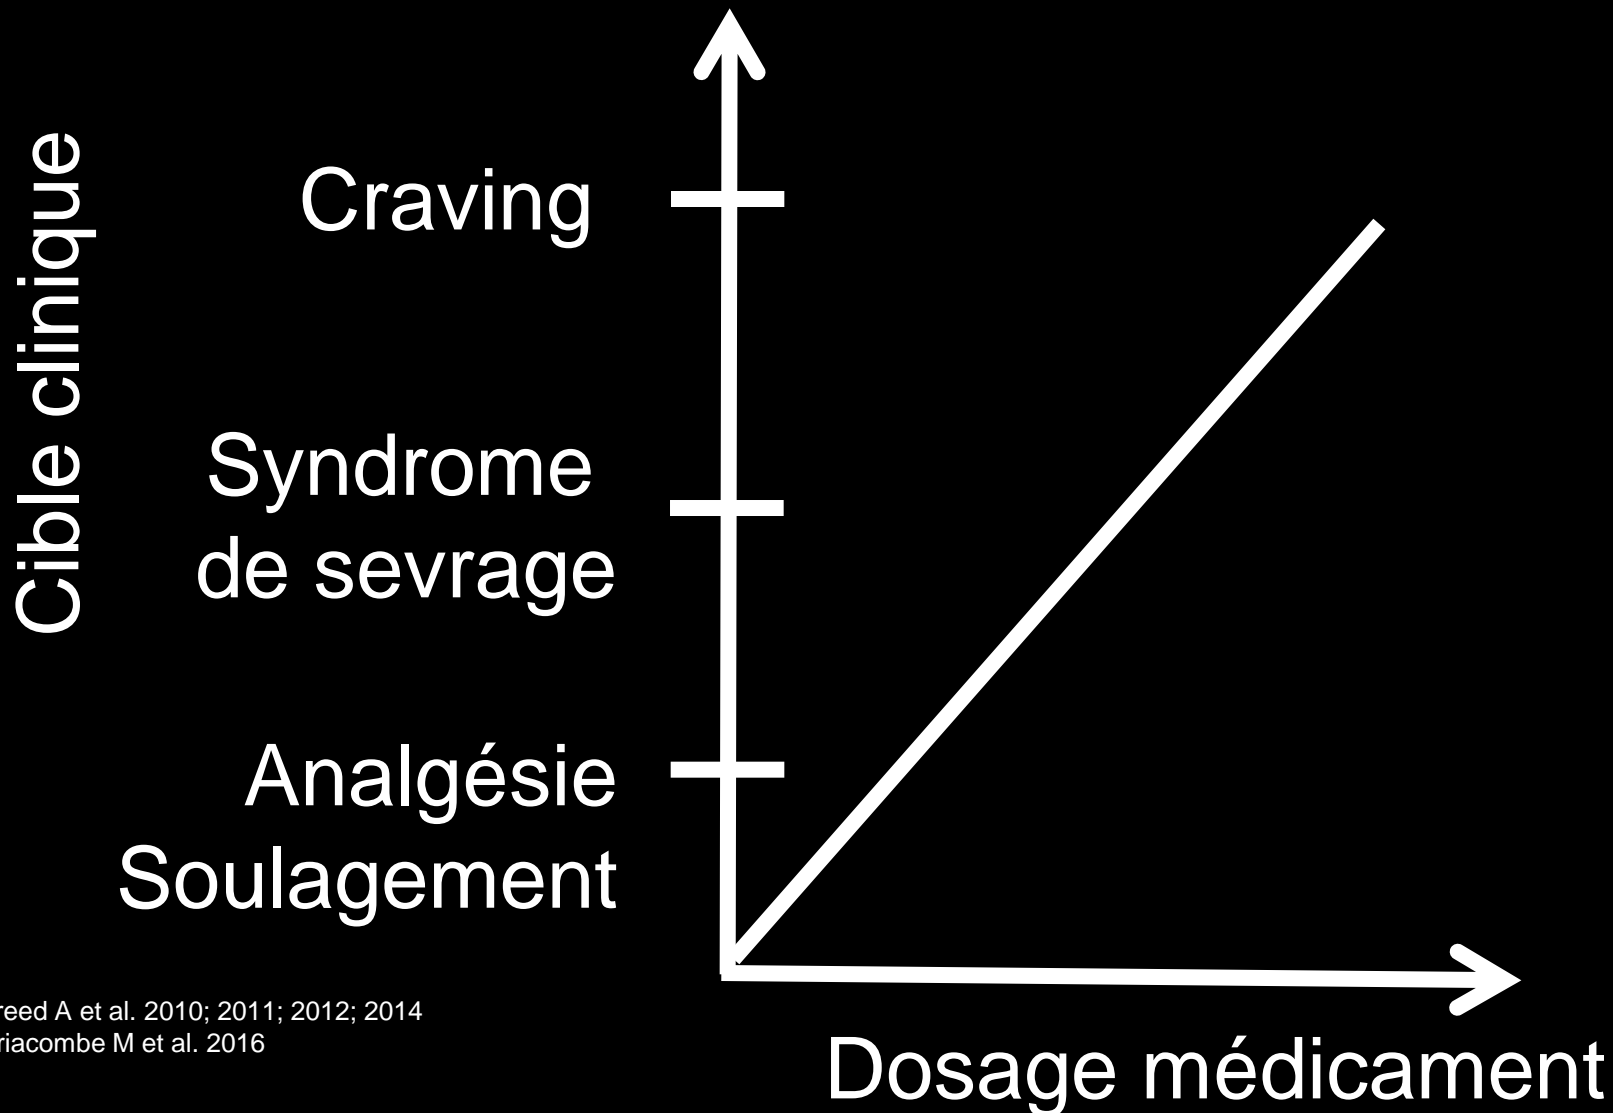 Cible clinique
Craving
Syndrome
de sevrage
Analgésie
Soulagement
reed A et al. 2010; 2011; 2012; 2014
riacombe M et al. 2016
Dosage médicament